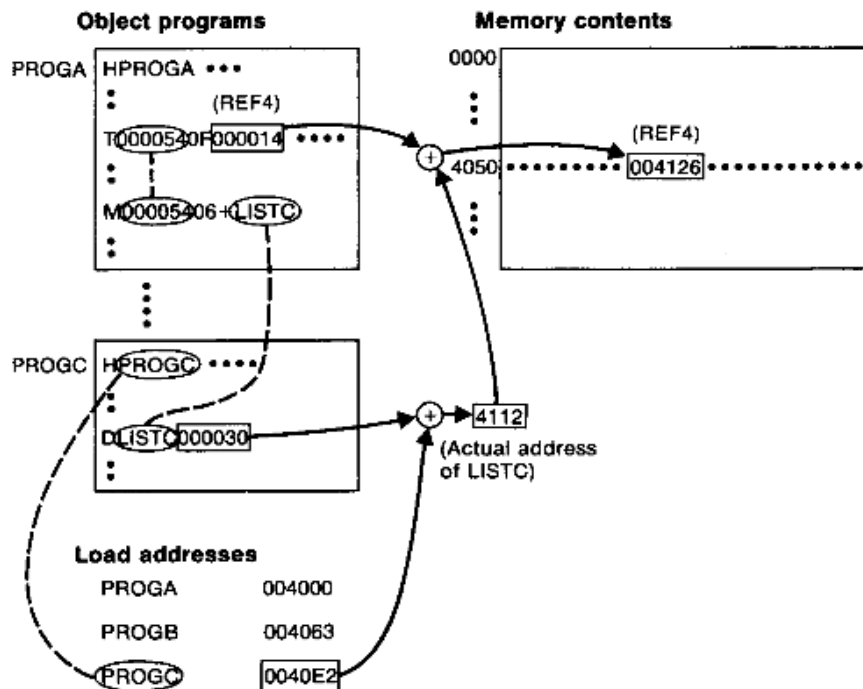 Object programs
Memory contents
PROGA
HPROGA •••
(REF4)
T0000540F000014 •••••
M00005406+LISTC
0000
(REF4)
4050 004126
PROGC
HPROGC •••••
DLISTC000030
4112
(Actual address
of LISTC)
Load addresses
PROGA 004000
PROGB 004063
PROGC 0040E2